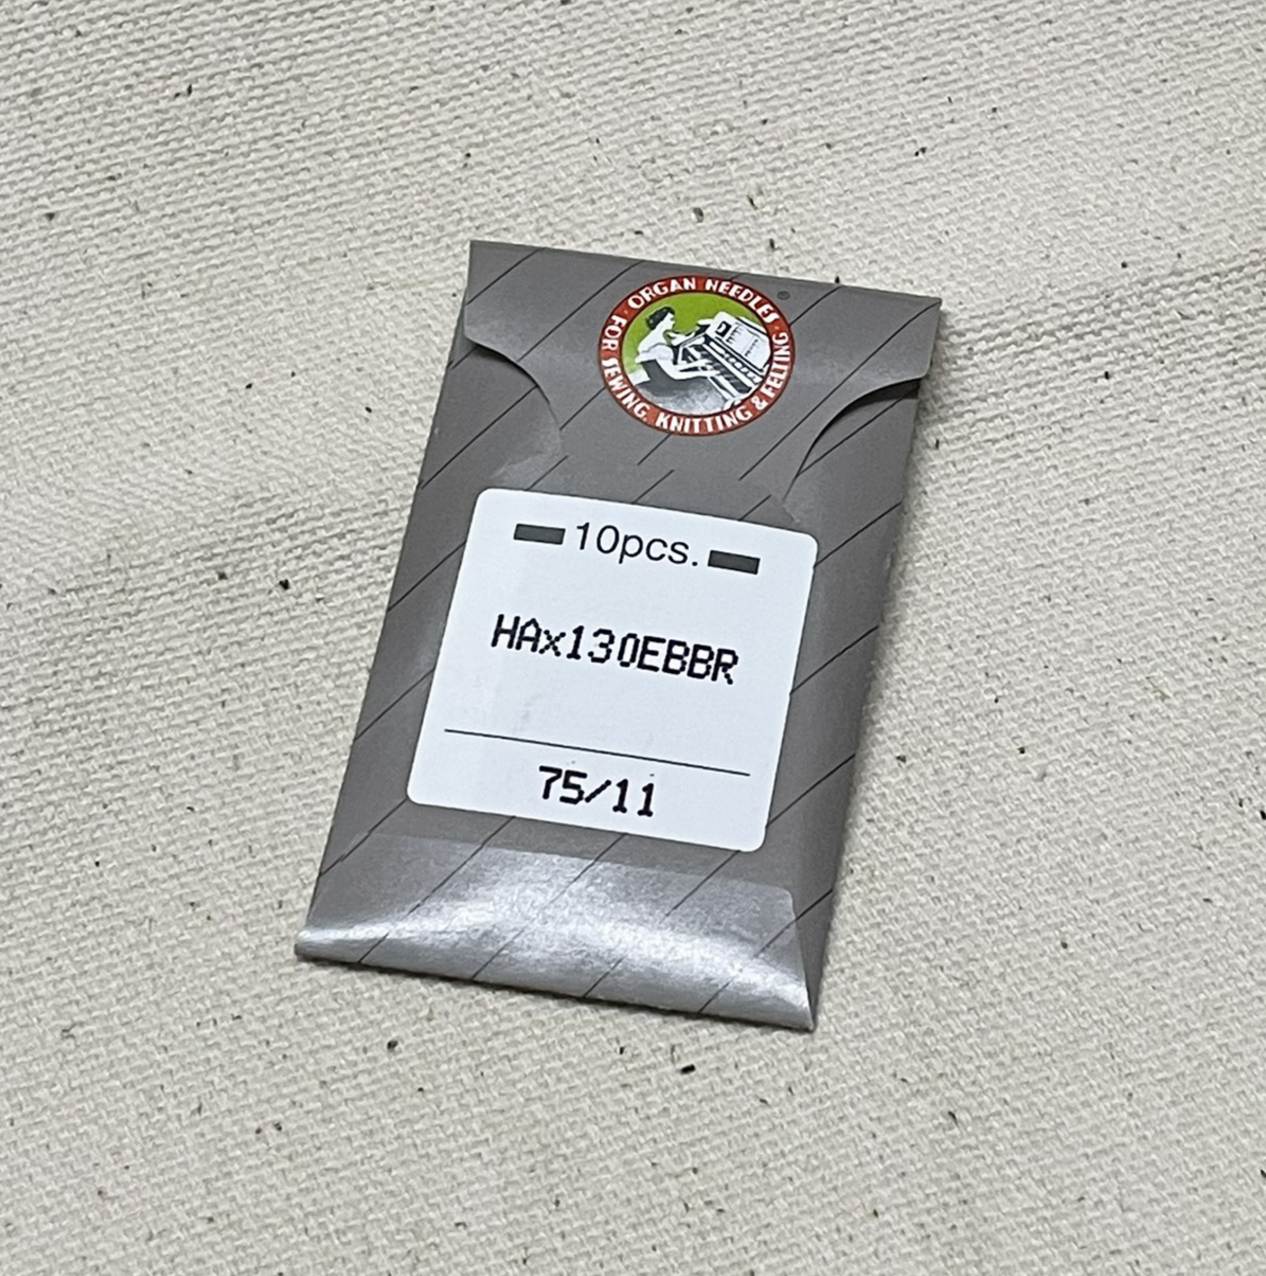 ORGAN NEEDLES
FOR SEWING, KNITTING & FELTING
®
10pcs.
HAx130EBBR
75/11